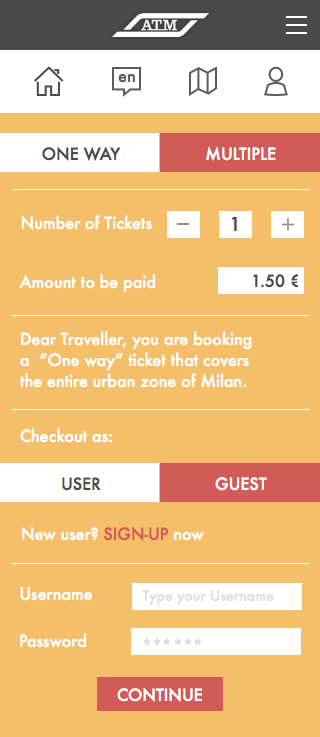 ATM
en
ONE WAY
MULTIPLE
Number of Tickets
1
Amount to be paid
1.50 €
Dear Traveller, you are booking
a “One way” ticket that covers
the entire urban zone of Milan.
Checkout as:
USER
GUEST
New user? SIGN-UP now
Username
Type your Username
Password
******
CONTINUE